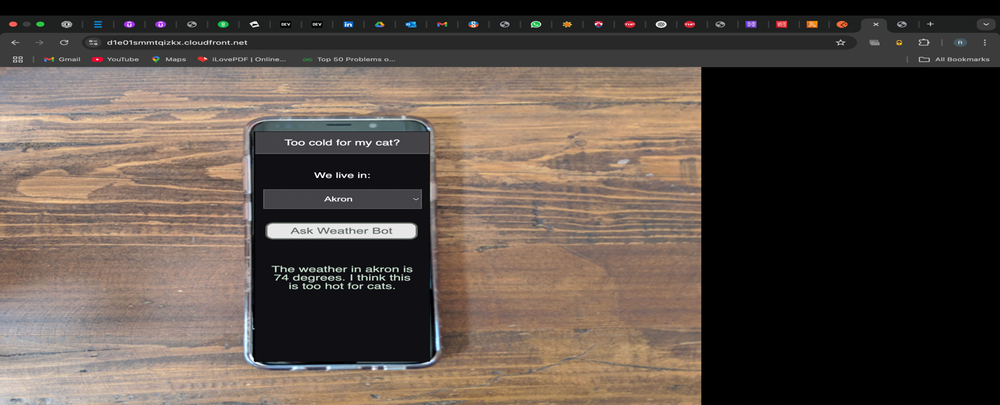 DEV
DEV
d1e01smmtqizkx.cloudfront.net
R
Gmail
YouTube
Maps
iLovePDF | Online...
Top 50 Problems o...
All Bookmarks
Too cold for my cat?
We live in:
Akron
Ask Weather Bot
The weather in akron is
74 degrees. I think this
is too hot for cats.